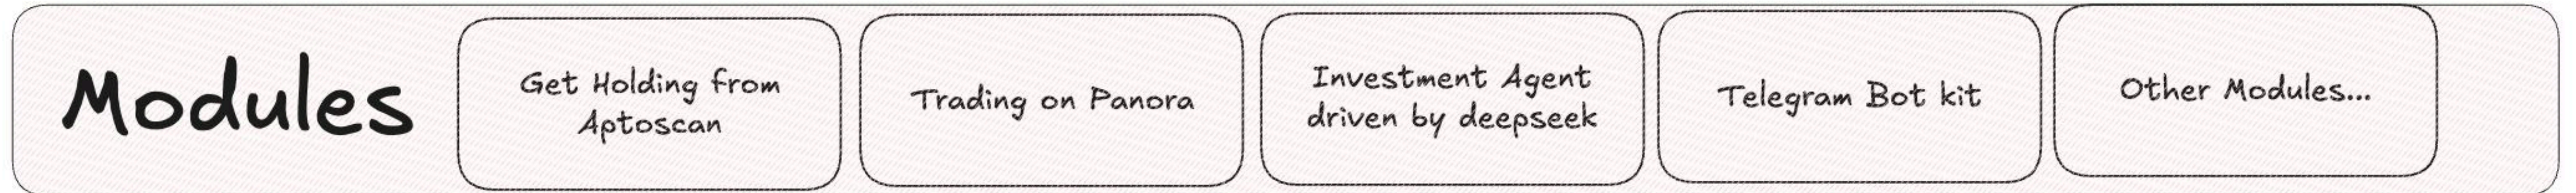 Modules
Get Holding from
Aptoscan
Trading on Panora
Investment Agent
driven by deepseek
Telegram Bot kit
Other Modules...